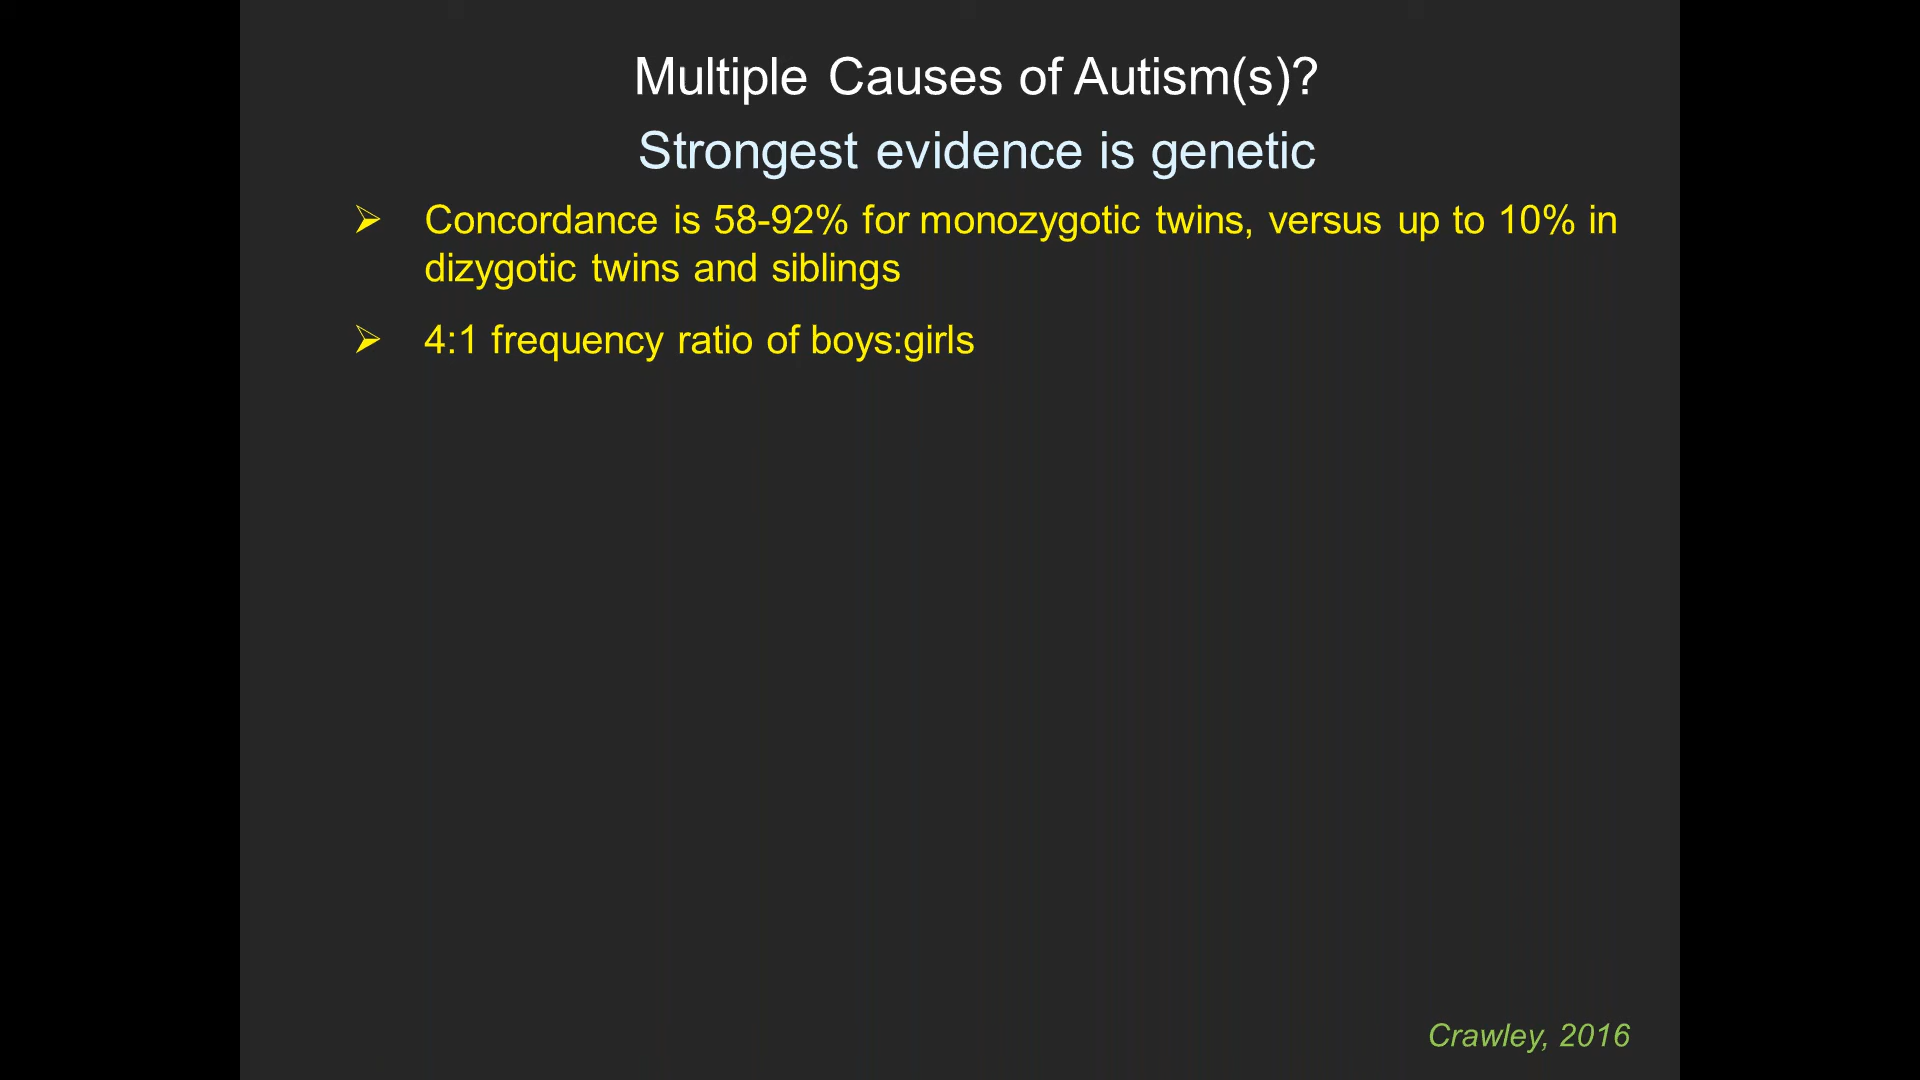 Multiple Causes of Autism(s)?
Strongest evidence is genetic
➢ Concordance is 58-92% for monozygotic twins, versus up to 10% in
dizygotic twins and siblings
➢ 4:1 frequency ratio of boys:girls
Crawley, 2016